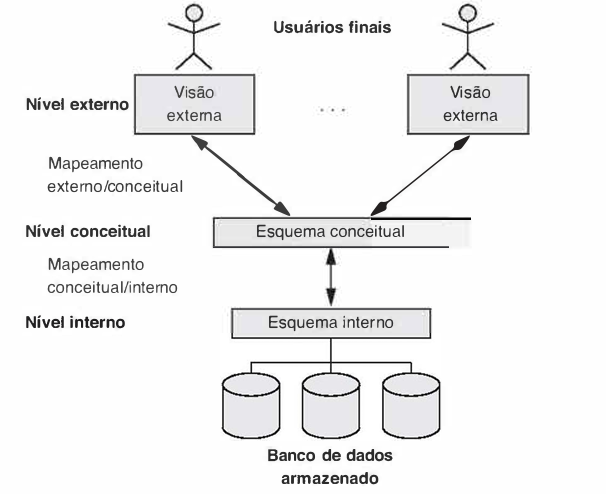 Usuários finais
Visão
externa
Nível externo
. . .
Visão
externa
Mapeamento
externo/conceitual
Nível conceitual
Esquema conceitual
Mapeamento
conceitual/interno
Nível interno
Esquema interno
Banco de dados
armazenado